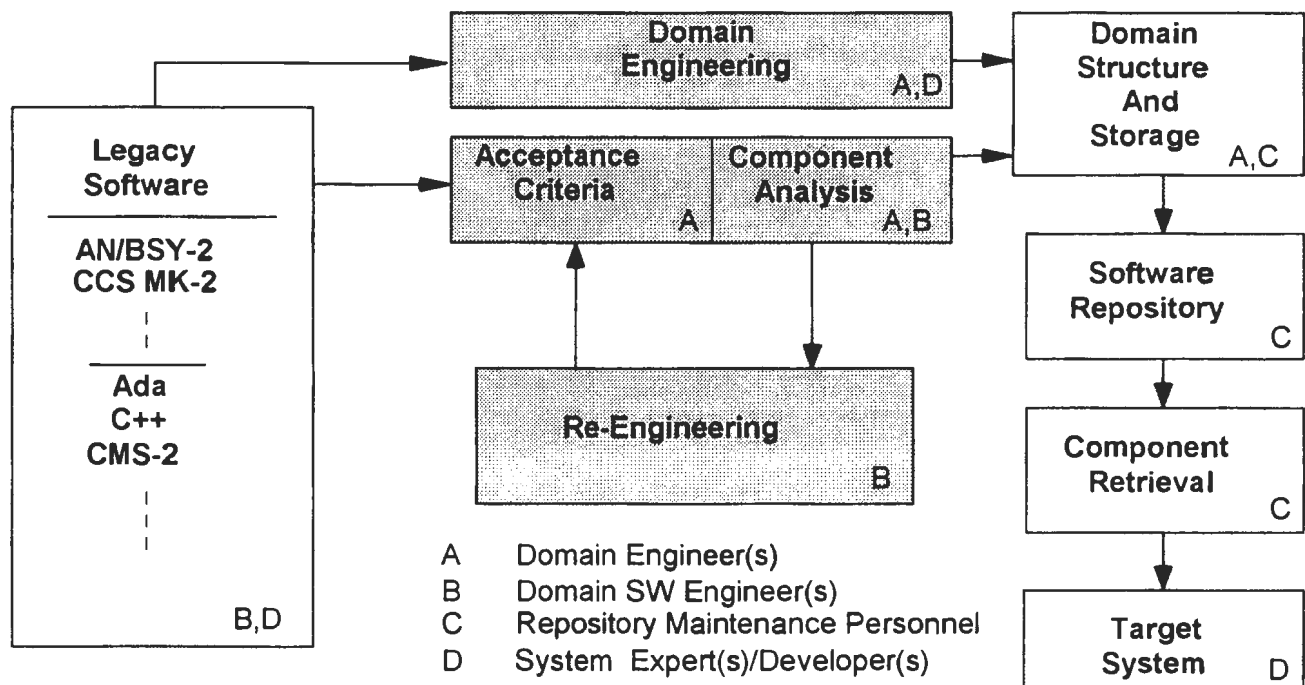 Legacy
Software
AN/BSY-2
CCS MK-2
Ada
C++
CMS-2
B,D
Domain
Engineering
A,D
Acceptance
Criteria
A
Component
Analysis
A,B
Re-Engineering
B
Domain
Structure
And
Storage
A,C
Software
Repository
C
Component
Retrieval
C
Target
System
D
A Domain Engineer(s)
B Domain SW Engineer(s)
C Repository Maintenance Personnel
D System Expert(s)/Developer(s)